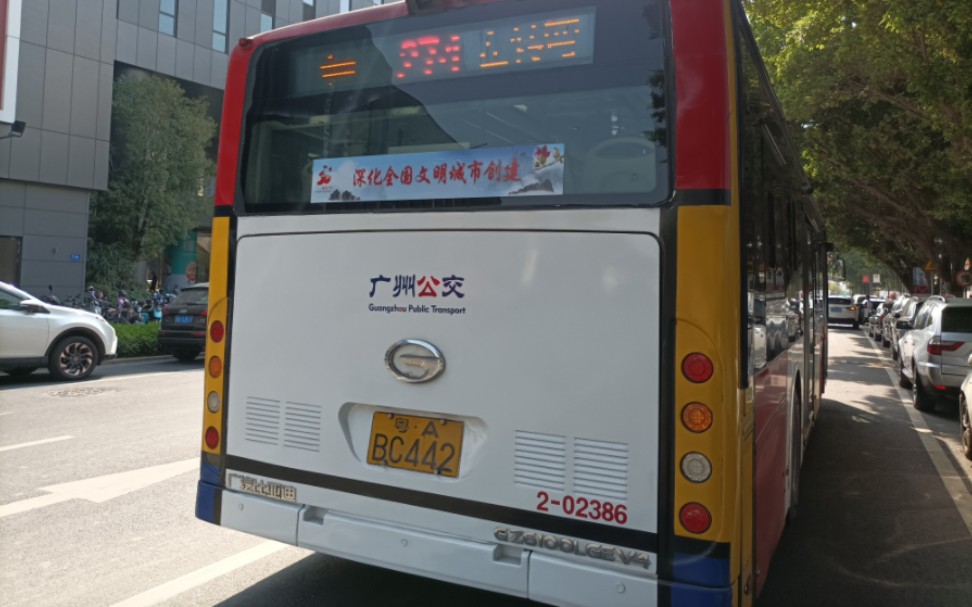 深化全国文明城市创建
广州公交
Guangzhou Public Transport
粤·A
BC442
2-02386
GZ6100LGEV4